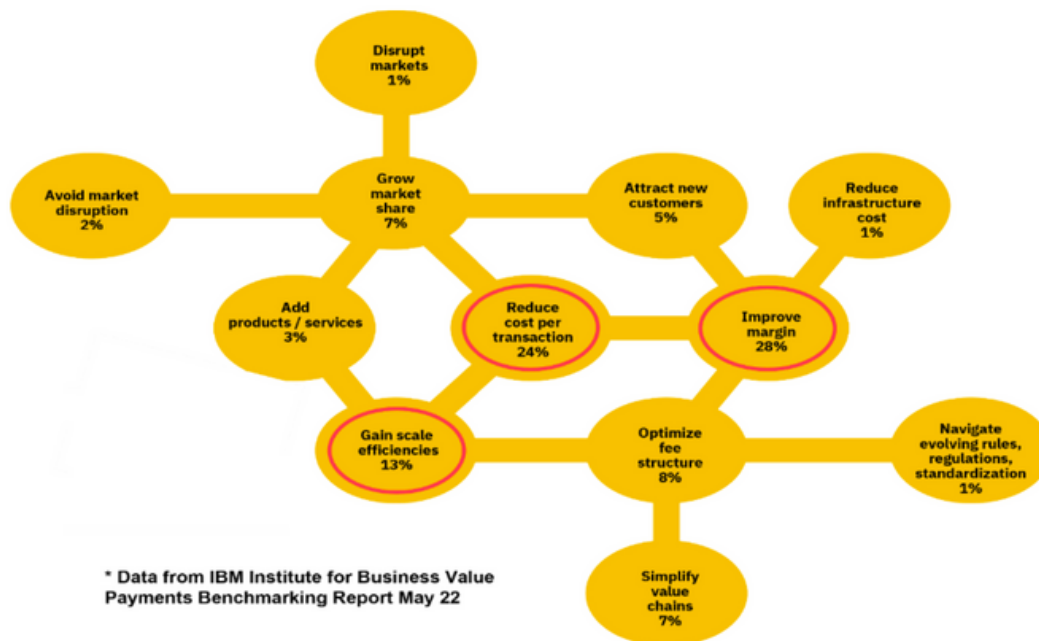 Disrupt
markets
1%
Avoid market
disruption
2%
Grow
market
share
7%
Attract new
customers
5%
Reduce
infrastructure
cost
1%
Add
products / services
3%
Reduce
cost per
transaction
24%
Improve
margin
28%
Gain scale
efficiencies
13%
Optimize
fee
structure
8%
Navigate
evolving rules,
regulations,
standardization
1%
Simplify
value
chains
7%
* Data from IBM Institute for Business Value
Payments Benchmarking Report May 22